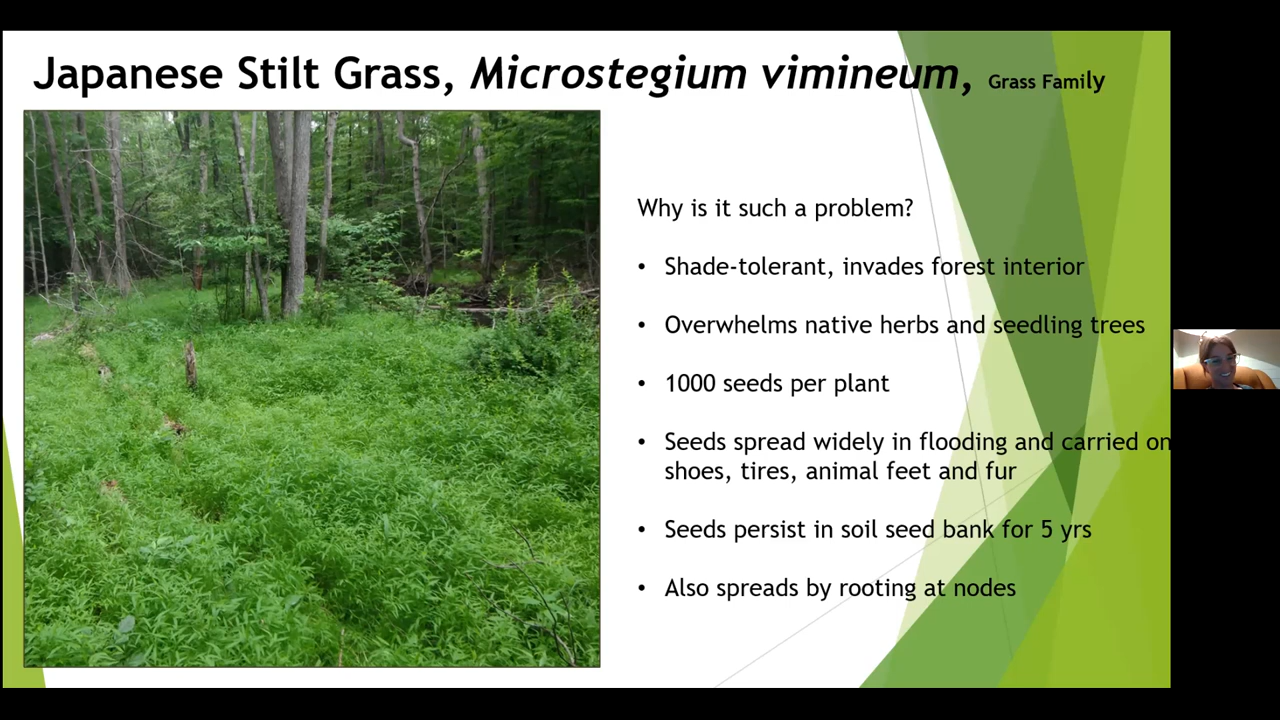 Japanese Stilt Grass, Microstegium vimineum, Grass Family
Why is it such a problem?
• Shade-tolerant, invades forest interior
• Overwhelms native herbs and seedling trees
• 1000 seeds per plant
• Seeds spread widely in flooding and carried on
shoes, tires, animal feet and fur
• Seeds persist in soil seed bank for 5 yrs
• Also spreads by rooting at nodes